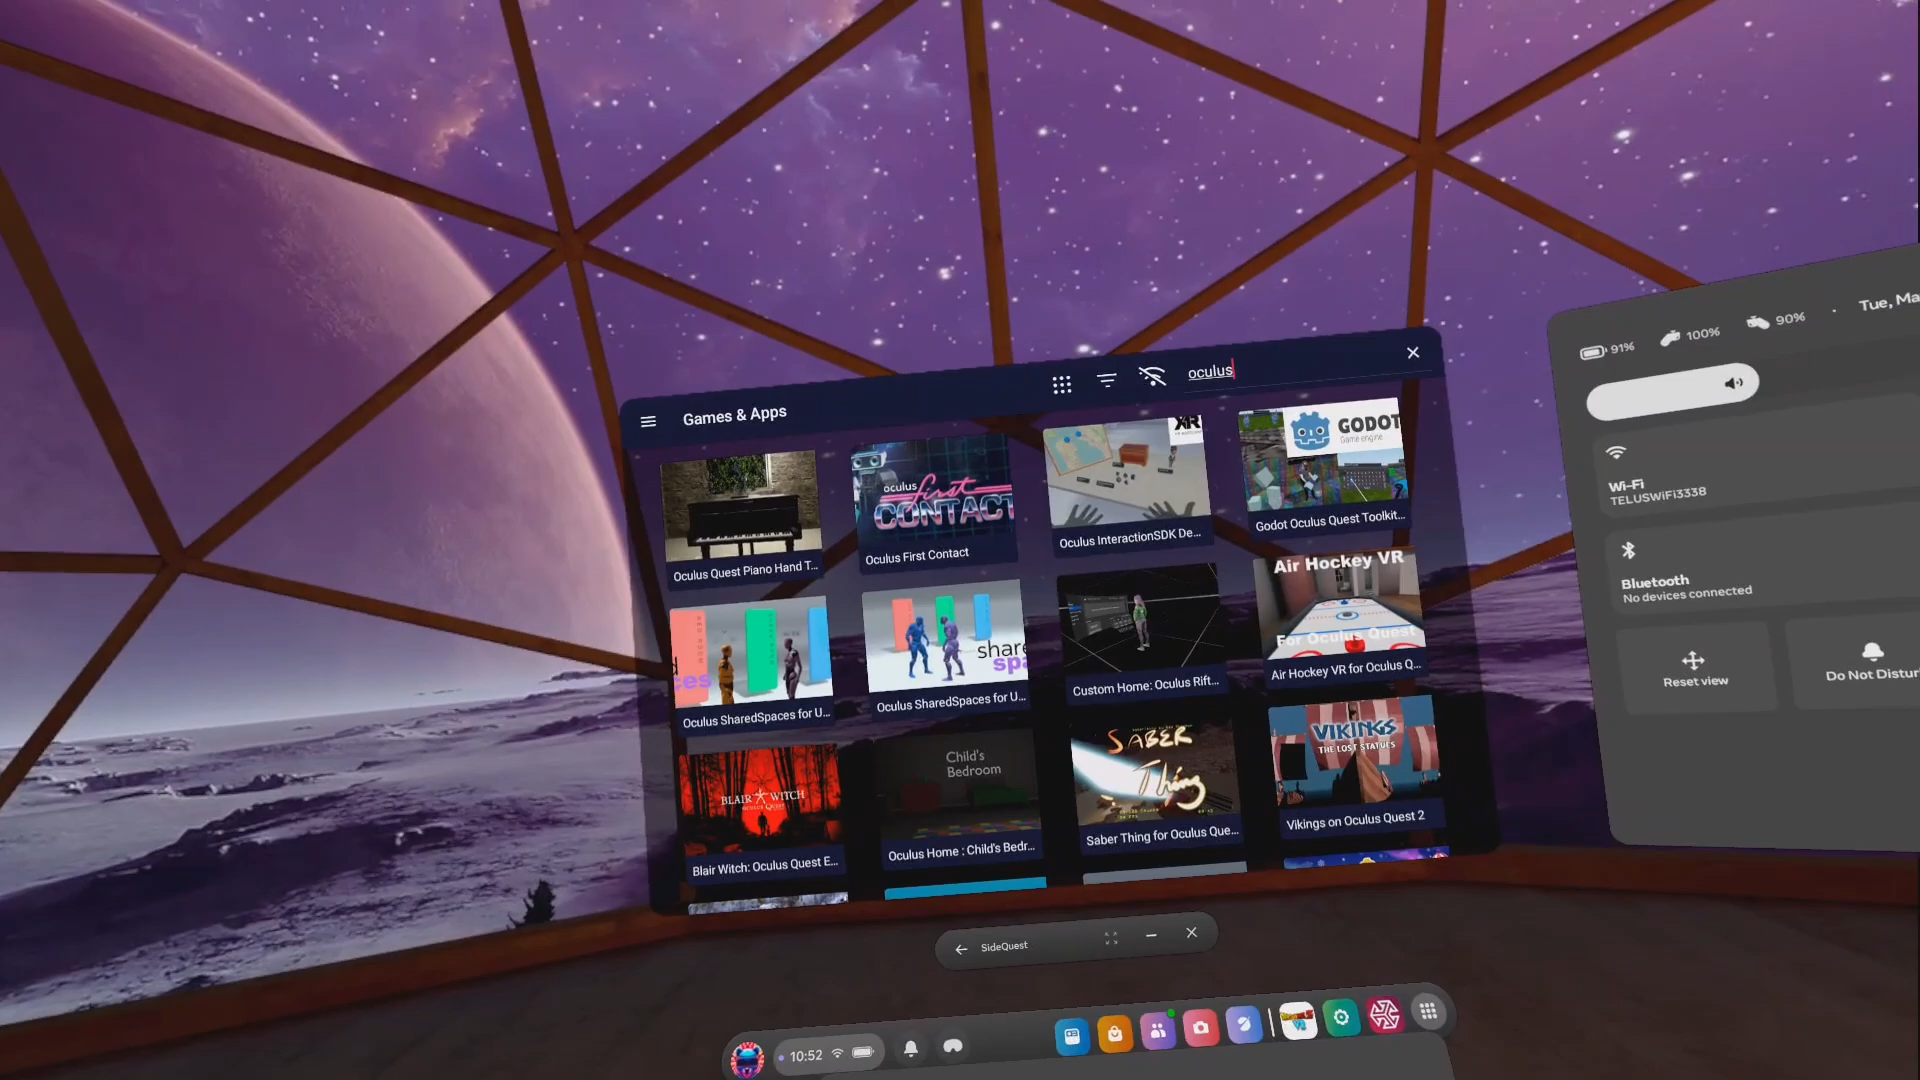 Games & Apps
oculus
Oculus Quest Piano Hand T...
oculus
first
CONTACT
Oculus First Contact
XR
Oculus InteractionSDK De...
GODOT
Game engine
Godot Oculus Quest Toolkit...
Oculus SharedSpaces for U...
share
sp
Oculus SharedSpaces for U...
Custom Home: Oculus Rift...
Air Hockey VR
For Oculus Quest
Air Hockey VR for Oculus Q...
BLAIR WITCH
Blair Witch: Oculus Quest E...
Child's
Bedroom
Oculus Home : Child's Bedr...
SABER
Thing
Saber Thing for Oculus Que...
VIKINGS
THE LOST STATUES
Vikings on Oculus Quest 2
SideQuest
10:52
91%
100%
90%
Tue, Ma
Wi-Fi
TELUSWiFi3338
Bluetooth
No devices connected
Reset view
Do Not Distur